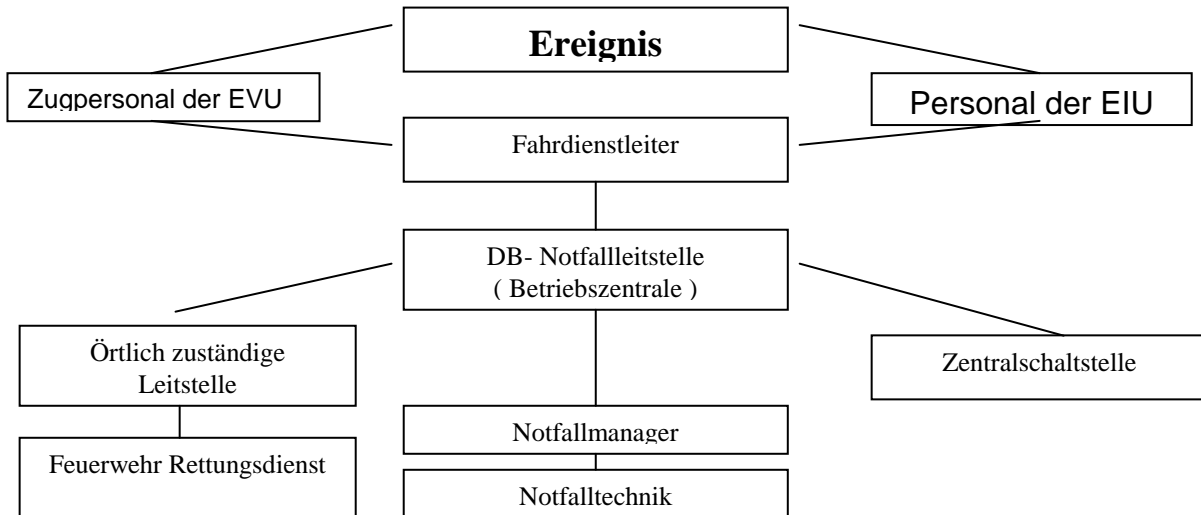 Ereignis
Zugpersonal der EVU
Personal der EIU
Fahrdienstleiter
DB- Notfallleitstelle
( Betriebszentrale )
Örtlich zuständige
Leitstelle
Zentralschaltstelle
Notfallmanager
Feuerwehr Rettungsdienst
Notfalltechnik